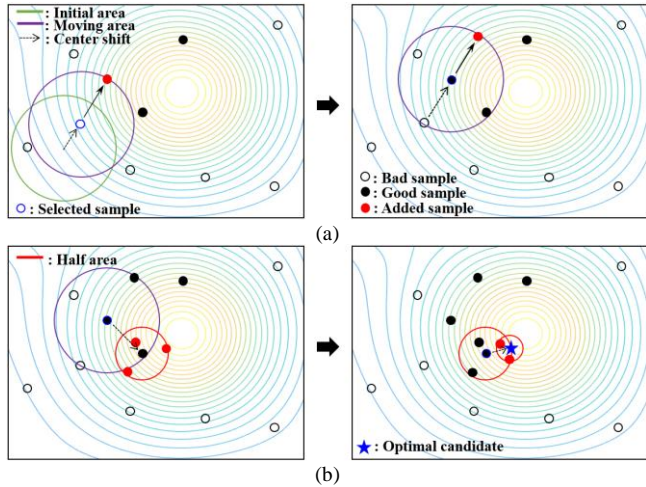 : Initial area
: Moving area
: Center shift
: Selected sample
: Bad sample
: Good sample
: Added sample
(a)
: Half area
: Optimal candidate
(b)